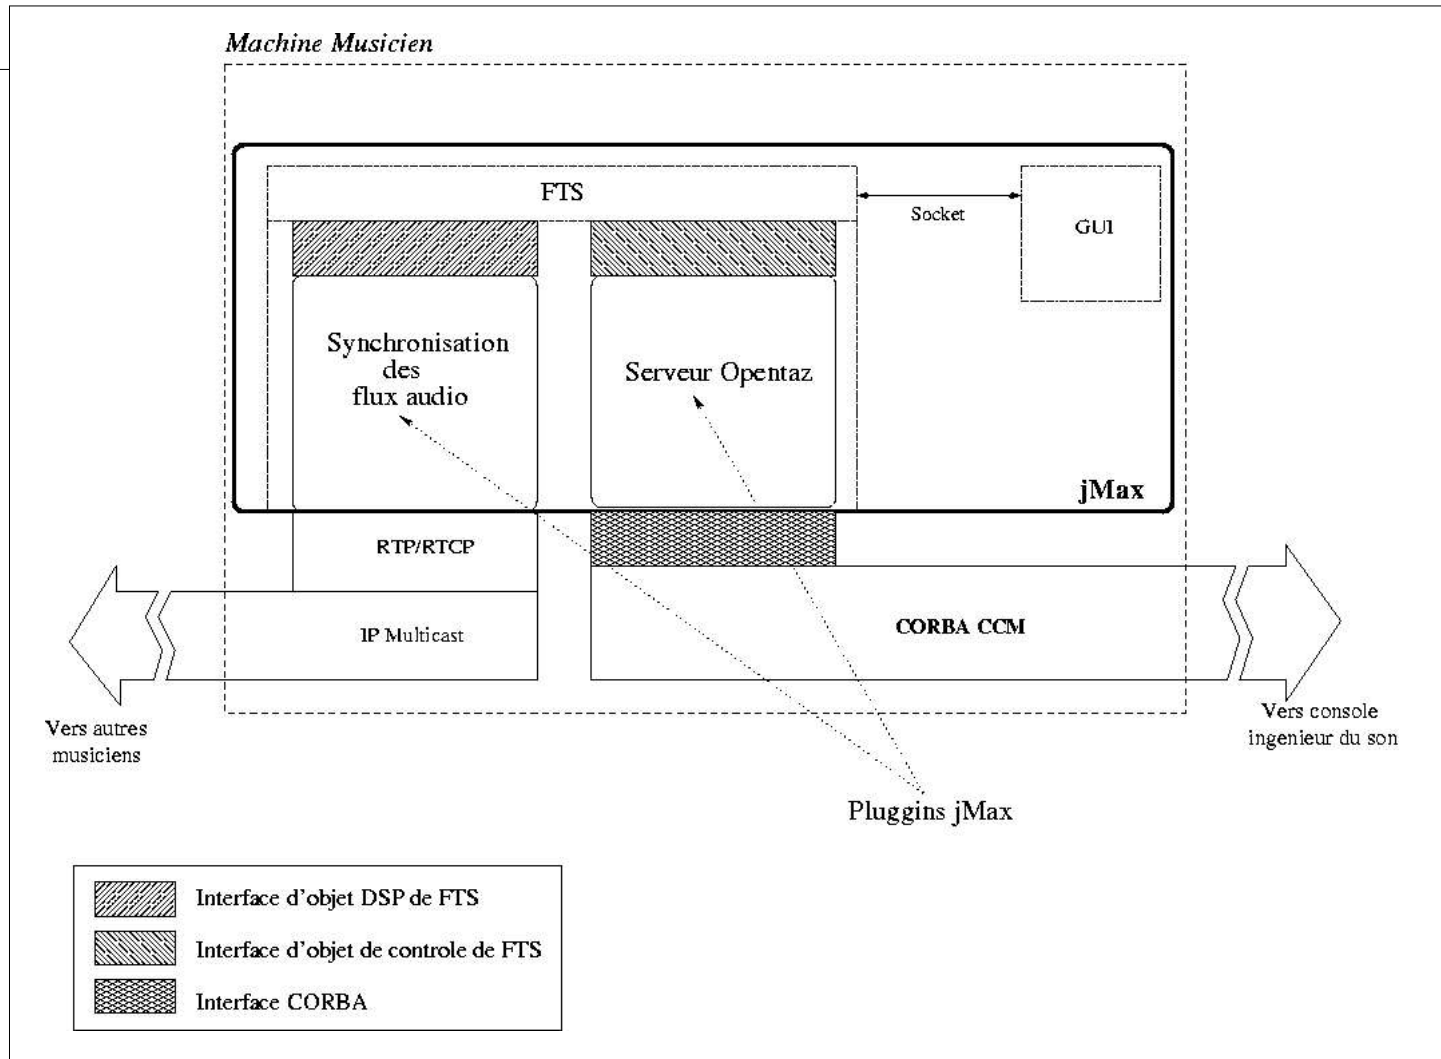 Machine Musicien
FTS
Socket
GUI
Synchronisation
des
flux audio
Serveur Opentaz
jMax
RTP/RTCP
IP Multicast
CORBA CCM
Vers autres
musiciens
Vers console
ingenieur du son
Pluggins jMax
Interface d'objet DSP de FTS
Interface d'objet de controle de FTS
Interface CORBA